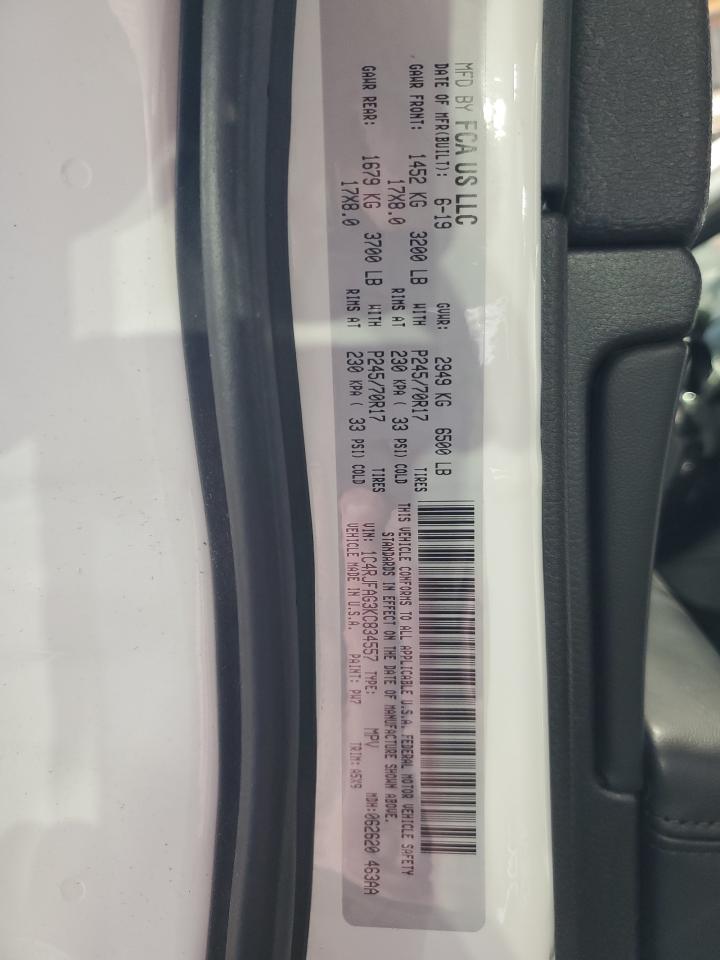 MFD BY FCA US LLC
DATE OF MFR(BUILT): 6-19 GVWR: 2949 KG 6500 LB
GAWR FRONT: 1452 KG 3200 LB WITH P245/70R17 TIRES
17X8.0 RIMS AT 230 KPA ( 33 PSI) COLD
GAWR REAR: 1679 KG 3700 LB WITH P245/70R17 TIRES
17X8.0 RIMS AT 230 KPA ( 33 PSI) COLD
THIS VEHICLE CONFORMS TO ALL APPLICABLE U.S.A. FEDERAL MOTOR VEHICLE SAFETY
STANDARDS IN EFFECT ON THE DATE OF MANUFACTURE SHOWN ABOVE.
VIN: 1C4RJFAG3KC834557 TYPE: MPV MDH:062620 463AA
VEHICLE MADE IN U.S.A. PAINT: PW7 TRIM: A5X9